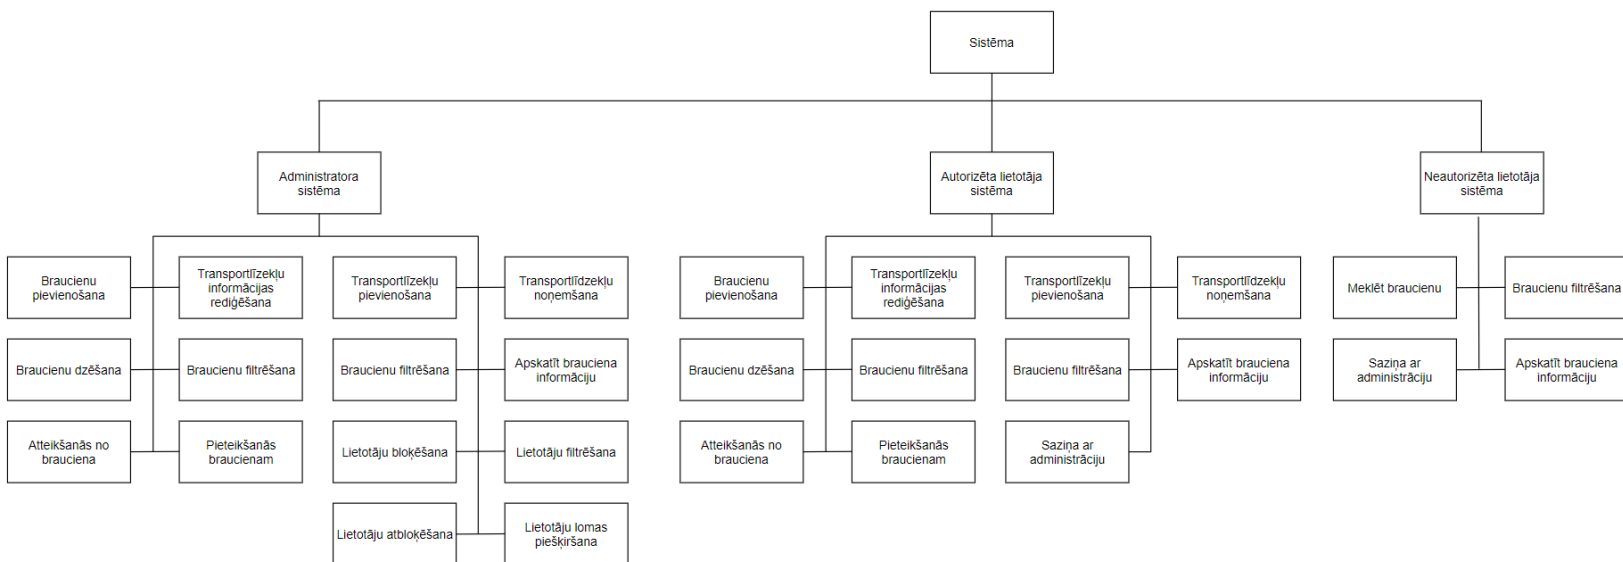 Sistēma
Administratora
sistēma
Autorizēta lietotāja
sistēma
Neautorizēta lietotāja
sistēma
Braucienu
pievienošana
Transportlīzekļu
informācijas
rediģēšana
Transportlīzekļu
pievienošana
Transportlīdzekļu
noņemšana
Braucienu
pievienošana
Transportlīzekļu
informācijas
rediģēšana
Transportlīzekļu
pievienošana
Transportlīdzekļu
noņemšana
Meklēt braucienu
Braucienu filtrēšana
Braucienu dzēšana
Braucienu filtrēšana
Braucienu filtrēšana
Apskatīt brauciena
informāciju
Braucienu dzēšana
Braucienu filtrēšana
Braucienu filtrēšana
Apskatīt brauciena
informāciju
Saziņa ar
administrāciju
Apskatīt brauciena
informāciju
Atteikšanās no
brauciena
Pieteikšanās
braucienam
Lietotāju bloķēšana
Lietotāju filtrēšana
Atteikšanās no
brauciena
Pieteikšanās
braucienam
Saziņa ar
administrāciju
Lietotāju atbloķēšana
Lietotāju lomas
piešķiršana